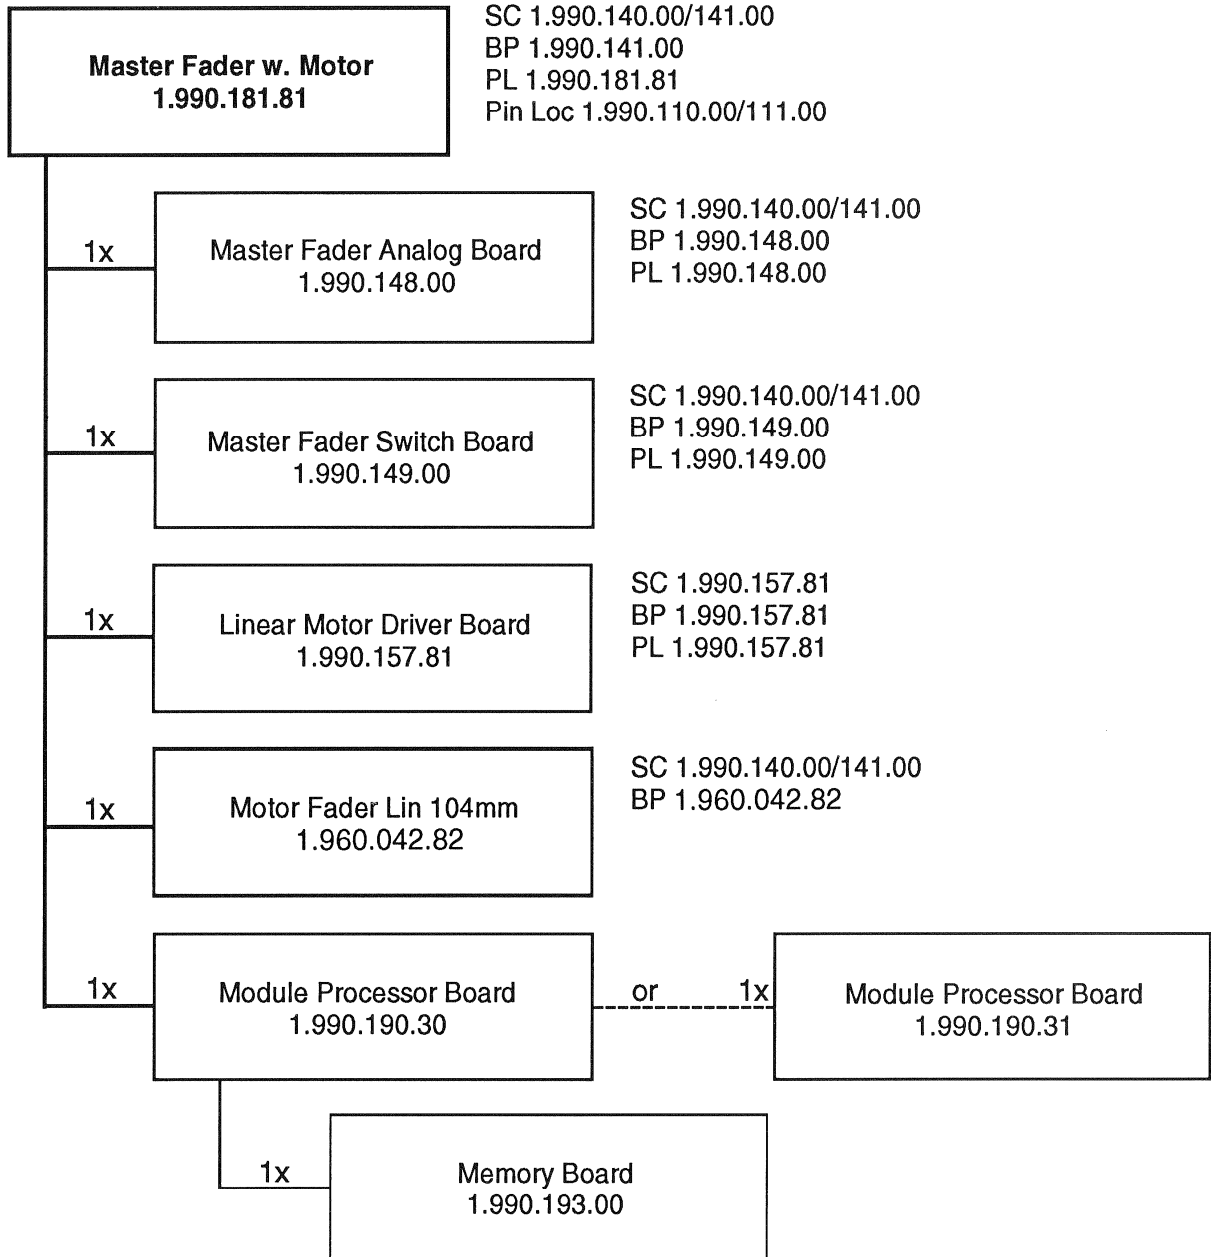 Master Fader w. Motor
1.990.181.81
SC 1.990.140.00/141.00
BP 1.990.141.00
PL 1.990.181.81
Pin Loc 1.990.110.00/111.00
1x
Master Fader Analog Board
1.990.148.00
SC 1.990.140.00/141.00
BP 1.990.148.00
PL 1.990.148.00
1x
Master Fader Switch Board
1.990.149.00
SC 1.990.140.00/141.00
BP 1.990.149.00
PL 1.990.149.00
1x
Linear Motor Driver Board
1.990.157.81
SC 1.990.157.81
BP 1.990.157.81
PL 1.990.157.81
1x
Motor Fader Lin 104mm
1.960.042.82
SC 1.990.140.00/141.00
BP 1.960.042.82
1x
Module Processor Board
1.990.190.30
or
1x
Module Processor Board
1.990.190.31
1x
Memory Board
1.990.193.00